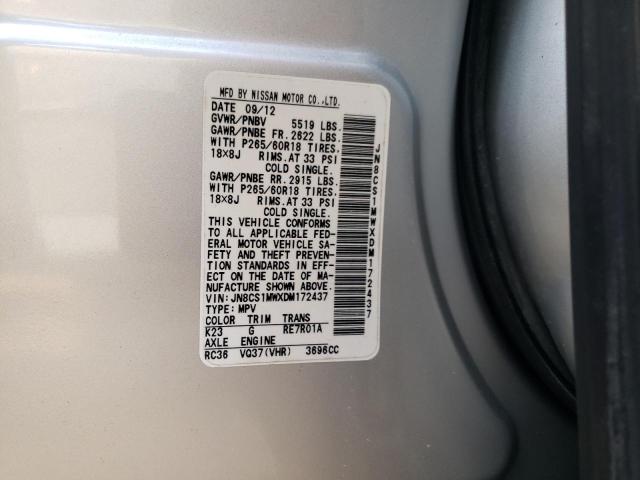 MFD BY NISSAN MOTOR CO.,LTD.
DATE 09/12
GVWR/PNBV 5519 LBS.
GAWR/PNBE FR.2622 LBS.
WITH P265/60R18 TIRES.
18X8J RIMS.AT 33 PSI
COLD SINGLE.
GAWR/PNBE RR.2915 LBS.
WITH P265/60R18 TIRES.
18X8J RIMS.AT 33 PSI
COLD SINGLE.
THIS VEHICLE CONFORMS
TO ALL APPLICABLE FED-
ERAL MOTOR VEHICLE SA-
FETY AND THEFT PREVEN-
TION STANDARDS IN EFF-
ECT ON THE DATE OF MA-
NUFACTURE SHOWN ABOVE.
VIN:JN8CS1MWXDM172437
TYPE:MPV
COLOR TRIM TRANS
K23 G RE7R01A
AXLE ENGINE
RC36 VQ37(VHR) 3696CC
JN8CS1MWXDM172437